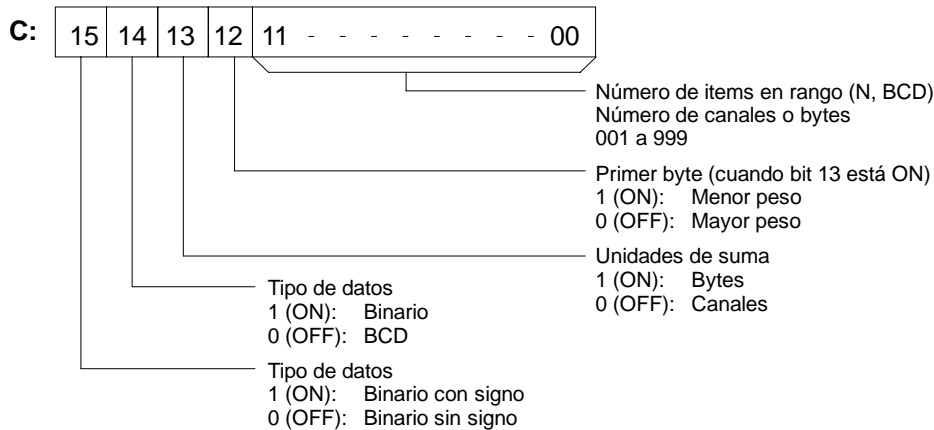 C: 15 14 13 12 11 - - - - - - - - 00
Número de items en rango (N, BCD)
Número de canales o bytes
001 a 999
Primer byte (cuando bit 13 está ON)
1 (ON): Menor peso
0 (OFF): Mayor peso
Unidades de suma
1 (ON): Bytes
0 (OFF): Canales
Tipo de datos
1 (ON): Binario
0 (OFF): BCD
Tipo de datos
1 (ON): Binario con signo
0 (OFF): Binario sin signo